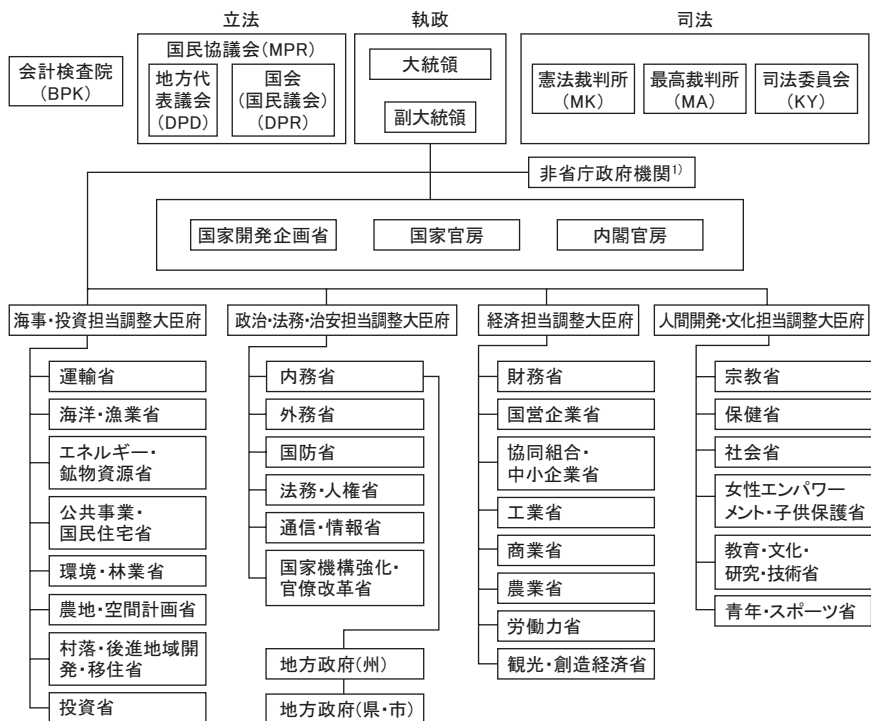 立法
執政
司法
会計検査院
(BPK)
国民協議会(MPR)
地方代
表議会
(DPD)
国会
(国民議会)
(DPR)
大統領
副大統領
憲法裁判所
(MK)
最高裁判所
(MA)
司法委員会
(KY)
非省庁政府機関1)
国家開発企画省
国家官房
内閣官房
海事・投資担当調整大臣府
運輸省
海洋・漁業省
エネルギー・
鉱物資源省
公共事業・
国民住宅省
環境・林業省
農地・空間計画省
村落・後進地域開
発・移住省
投資省
政治・法務・治安担当調整大臣府
内務省
外務省
国防省
法務・人権省
通信・情報省
国家機構強化・
官僚改革省
地方政府(州)
地方政府(県・市)
経済担当調整大臣府
財務省
国営企業省
協同組合・
中小企業省
工業省
商業省
農業省
労働力省
観光・創造経済省
人間開発・文化担当調整大臣府
宗教省
保健省
社会省
女性エンパワー
メント・子供保護省
教育・文化・
研究・技術省
青年・スポーツ省